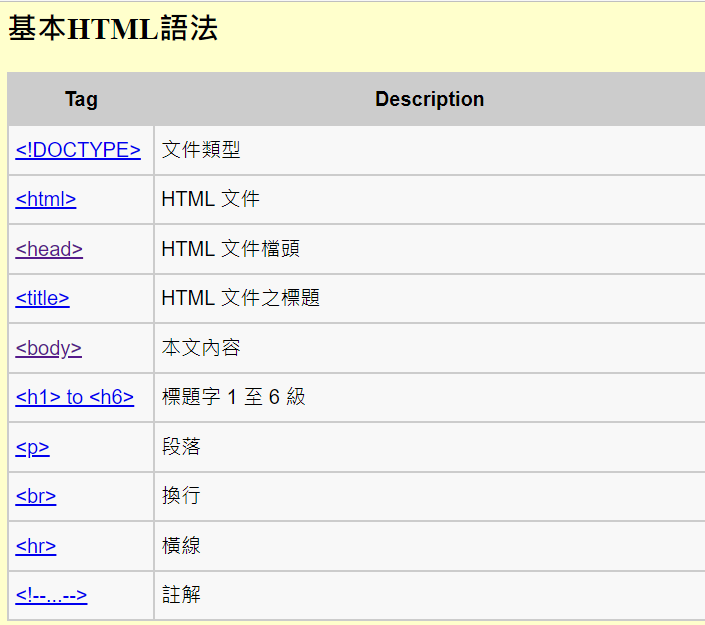 基本HTML語法
Tag Description
<!DOCTYPE> 文件類型
<html> HTML 文件
<head> HTML 文件檔頭
<title> HTML 文件之標題
<body> 本文內容
<h1> to <h6> 標題字 1 至 6 級
<p> 段落
<br> 換行
<hr> 橫線
<!--...--> 註解